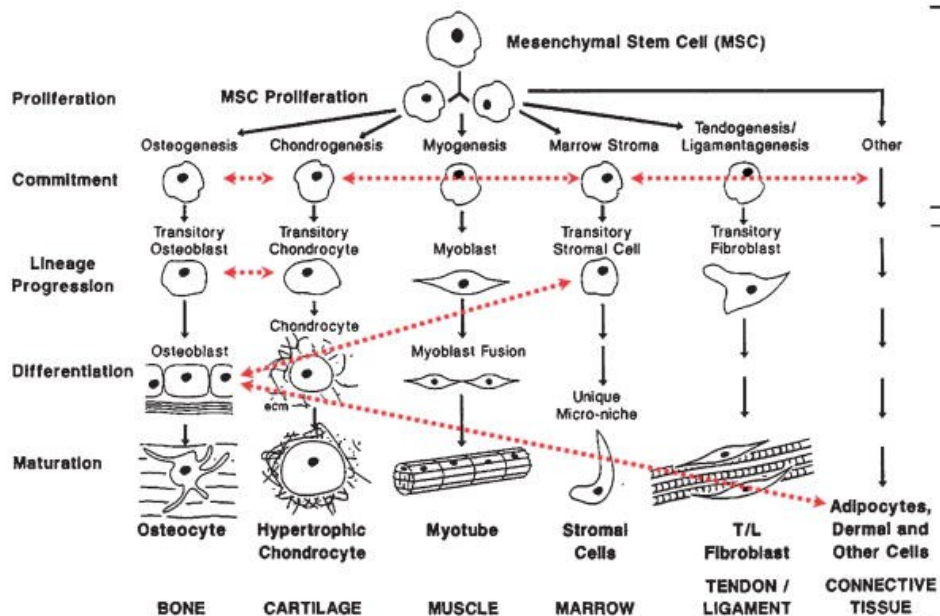 Mesenchymal Stem Cell (MSC)
Proliferation
MSC Proliferation
Osteogenesis
Chondrogenesis
Myogenesis
Marrow Stroma
Tendogenesis/
Ligamentagenesis
Other
Commitment
Transitory
Osteoblast
Transitory
Chondrocyte
Myoblast
Transitory
Stromal Cell
Transitory
Fibroblast
Lineage
Progression
Chondrocyte
Osteoblast
Myoblast Fusion
Differentiation
ecm
Unique
Micro-niche
Maturation
Osteocyte
Hypertrophic
Chondrocyte
Myotube
Stromal
Cells
T/L
Fibroblast
Adipocytes,
Dermal and
Other Cells
BONE
CARTILAGE
MUSCLE
MARROW
TENDON /
LIGAMENT
CONNECTIVE
TISSUE